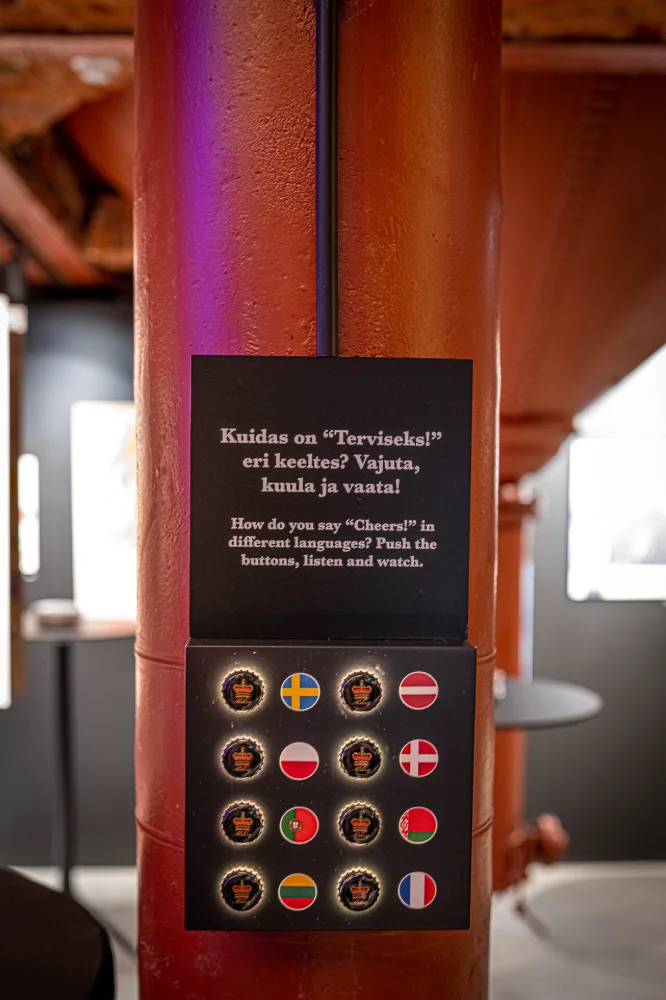 Kuidas on “Terviseks!”
eri keeltes? Vajuta,
kuula ja vaata!
How do you say “Cheers!” in
different languages? Push the
buttons, listen and watch.